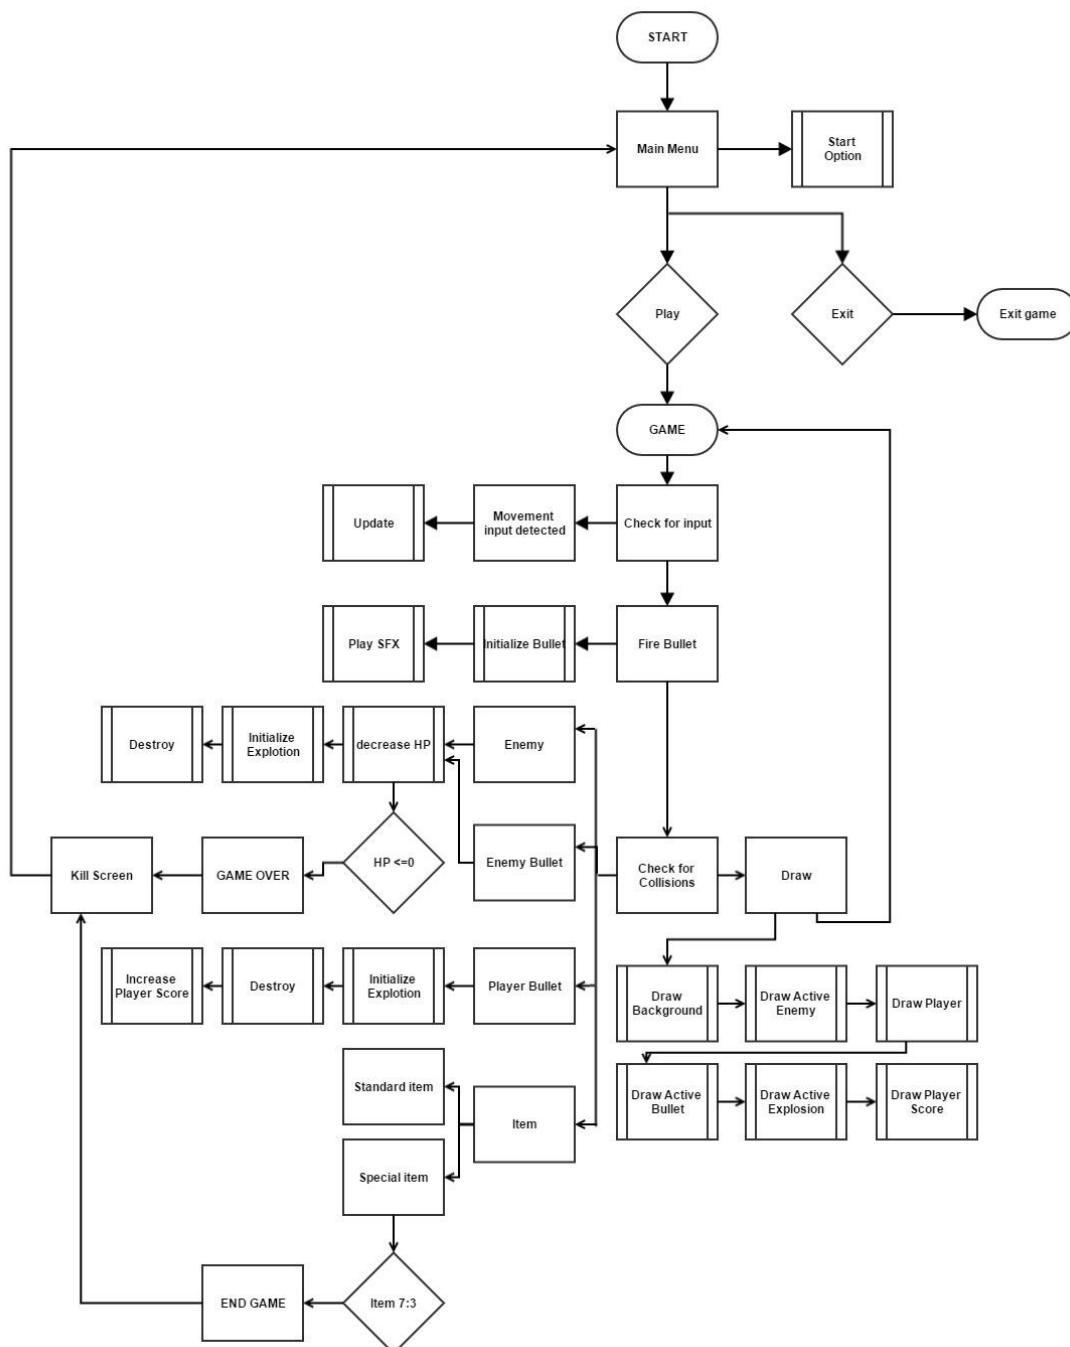 START
Main Menu
Start
Option
Play
Exit
Exit game
GAME
Update
Movement
input detected
Check for input
Play SFX
Initialize Bullet
Fire Bullet
Destroy
Initialize
Explotion
decrease HP
Enemy
Kill Screen
GAME OVER
HP <=0
Enemy Bullet
Check for
Collisions
Draw
Increase
Player Score
Destroy
Initialize
Explotion
Player Bullet
Draw
Background
Draw Active
Enemy
Draw Player
Standard item
Item
Draw Active
Bullet
Draw Active
Explosion
Draw Player
Score
Special item
END GAME
Item 7:3